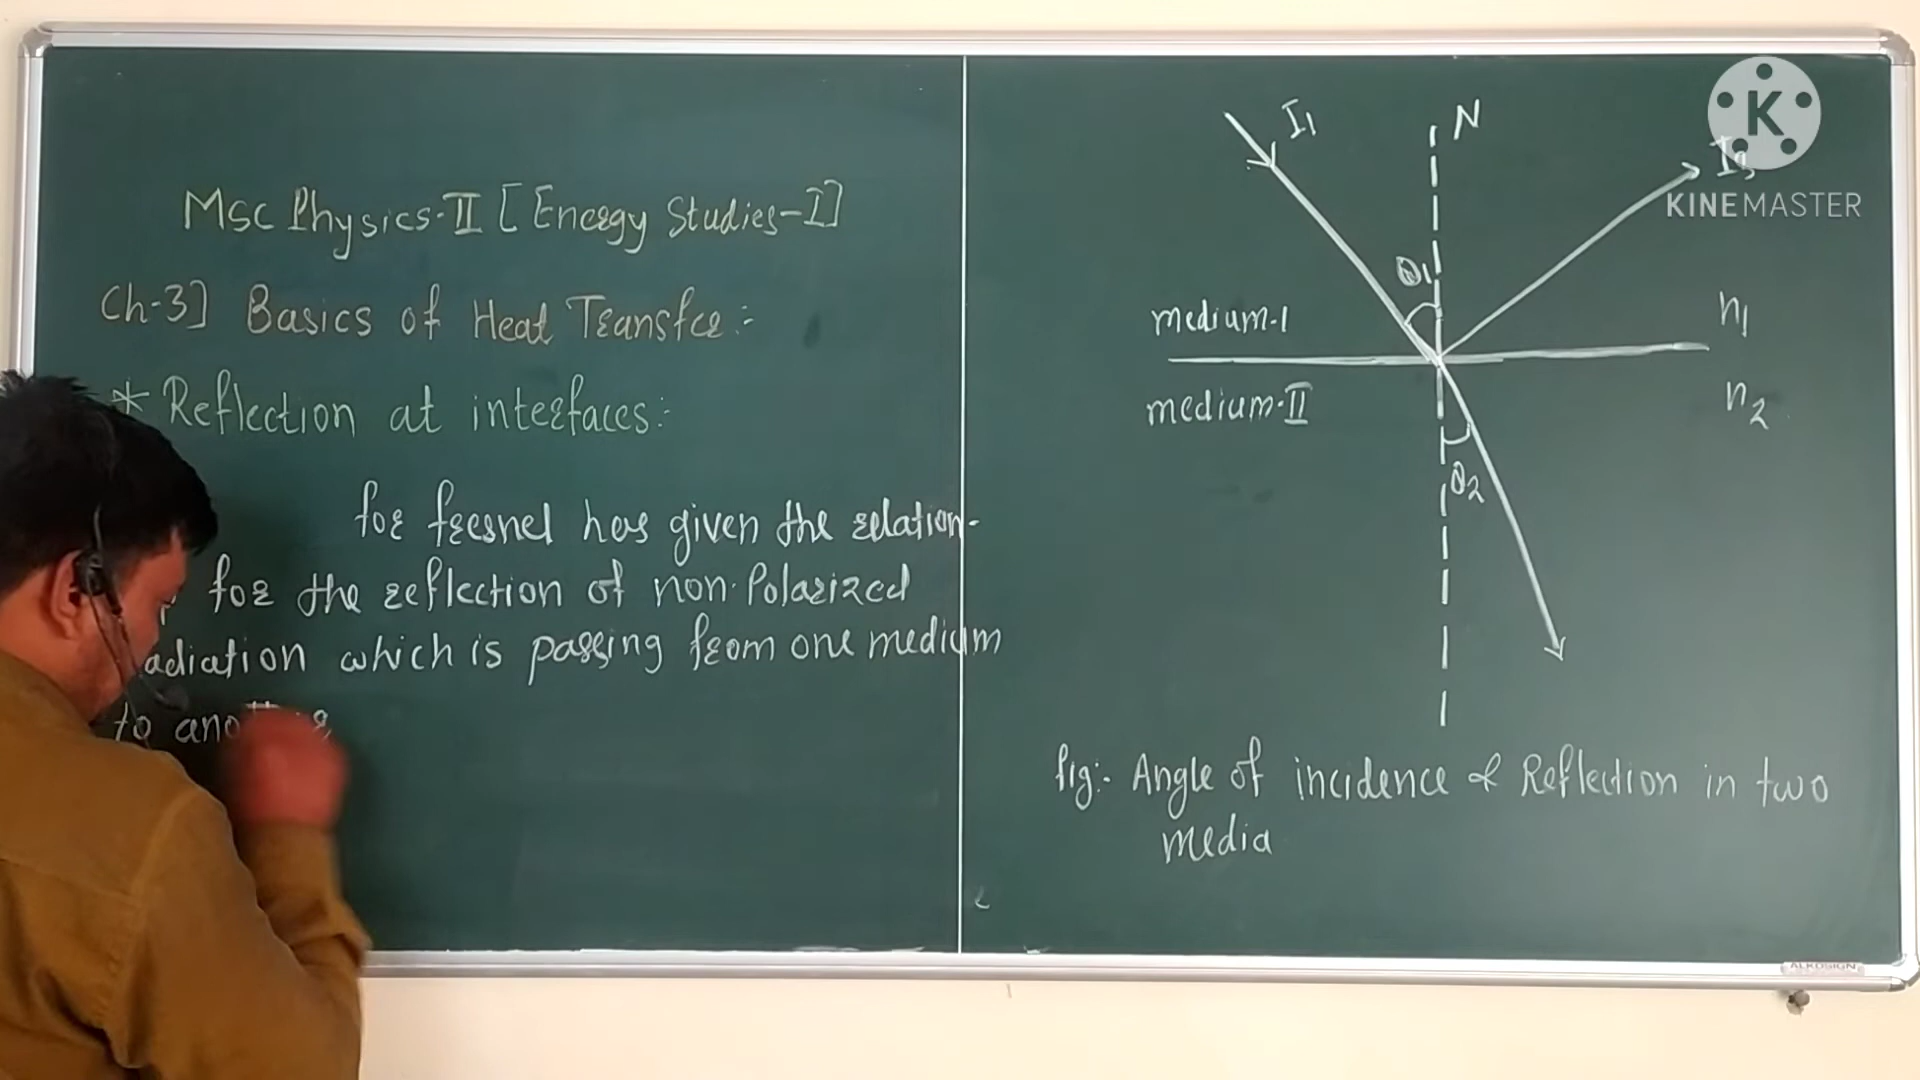 Msc Physics-II [Energy Studies-I]
Ch-3] Basics of Heat Transfer:-
* Reflection at interfaces:-
for fresnel has given the relation-
for the reflection of non-Polarized
adiation which is passing from one medium
to
I1
N
θ1
medium-1
n1
medium-II
n2
θ2
fig:- Angle of incidence & Reflection in two
media
K
KINEMASTER
ALKOSIGN